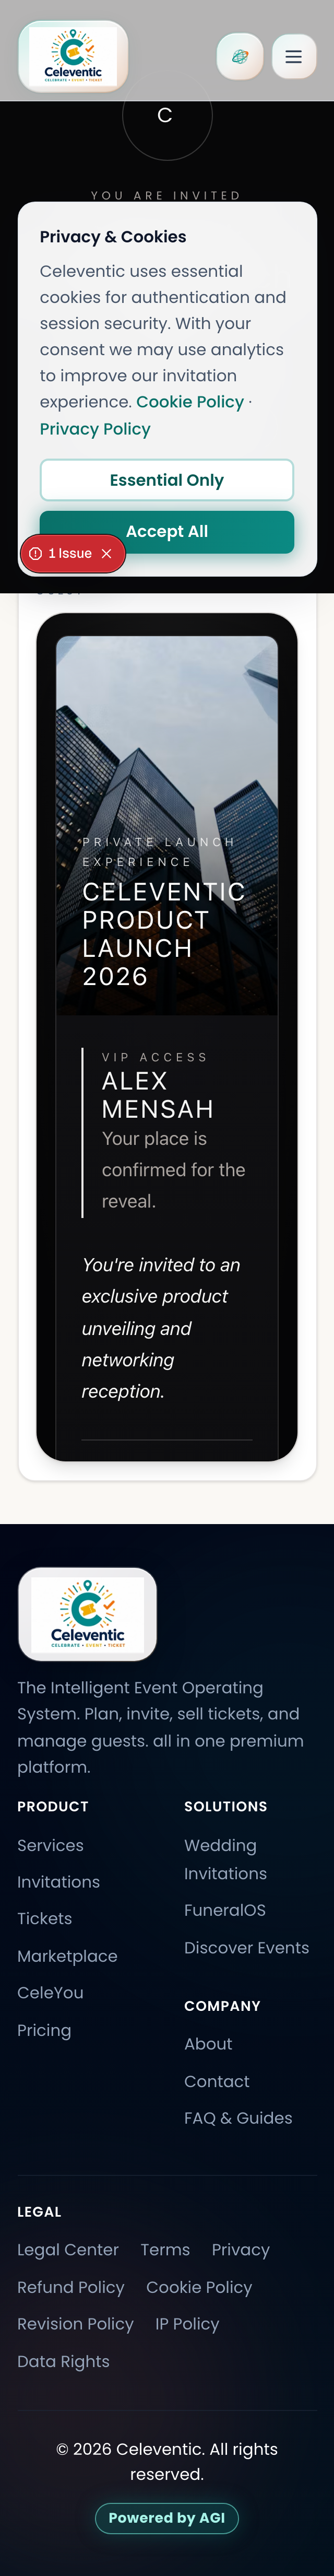 Celeventic
CELEBRATE • EVENT • TICKET
C
YOU ARE INVITED
Privacy & Cookies
Celeventic uses essential
cookies for authentication and
session security. With your
consent we may use analytics
to improve our invitation
experience. Cookie Policy ·
Privacy Policy
Essential Only
Accept All
1 Issue
PRIVATE LAUNCH
EXPERIENCE
CELEVENTIC
PRODUCT
LAUNCH
2026
VIP ACCESS
ALEX
MENSAH
Your place is
confirmed for the
reveal.
You're invited to an
exclusive product
unveiling and
networking
reception.
Celeventic
CELEBRATE • EVENT • TICKET
The Intelligent Event Operating
System. Plan, invite, sell tickets, and
manage guests. all in one premium
platform.
PRODUCT
Services
Invitations
Tickets
Marketplace
CeleYou
Pricing
SOLUTIONS
Wedding
Invitations
FuneralOS
Discover Events
COMPANY
About
Contact
FAQ & Guides
LEGAL
Legal Center Terms Privacy
Refund Policy Cookie Policy
Revision Policy IP Policy
Data Rights
© 2026 Celeventic. All rights
reserved.
Powered by AGI